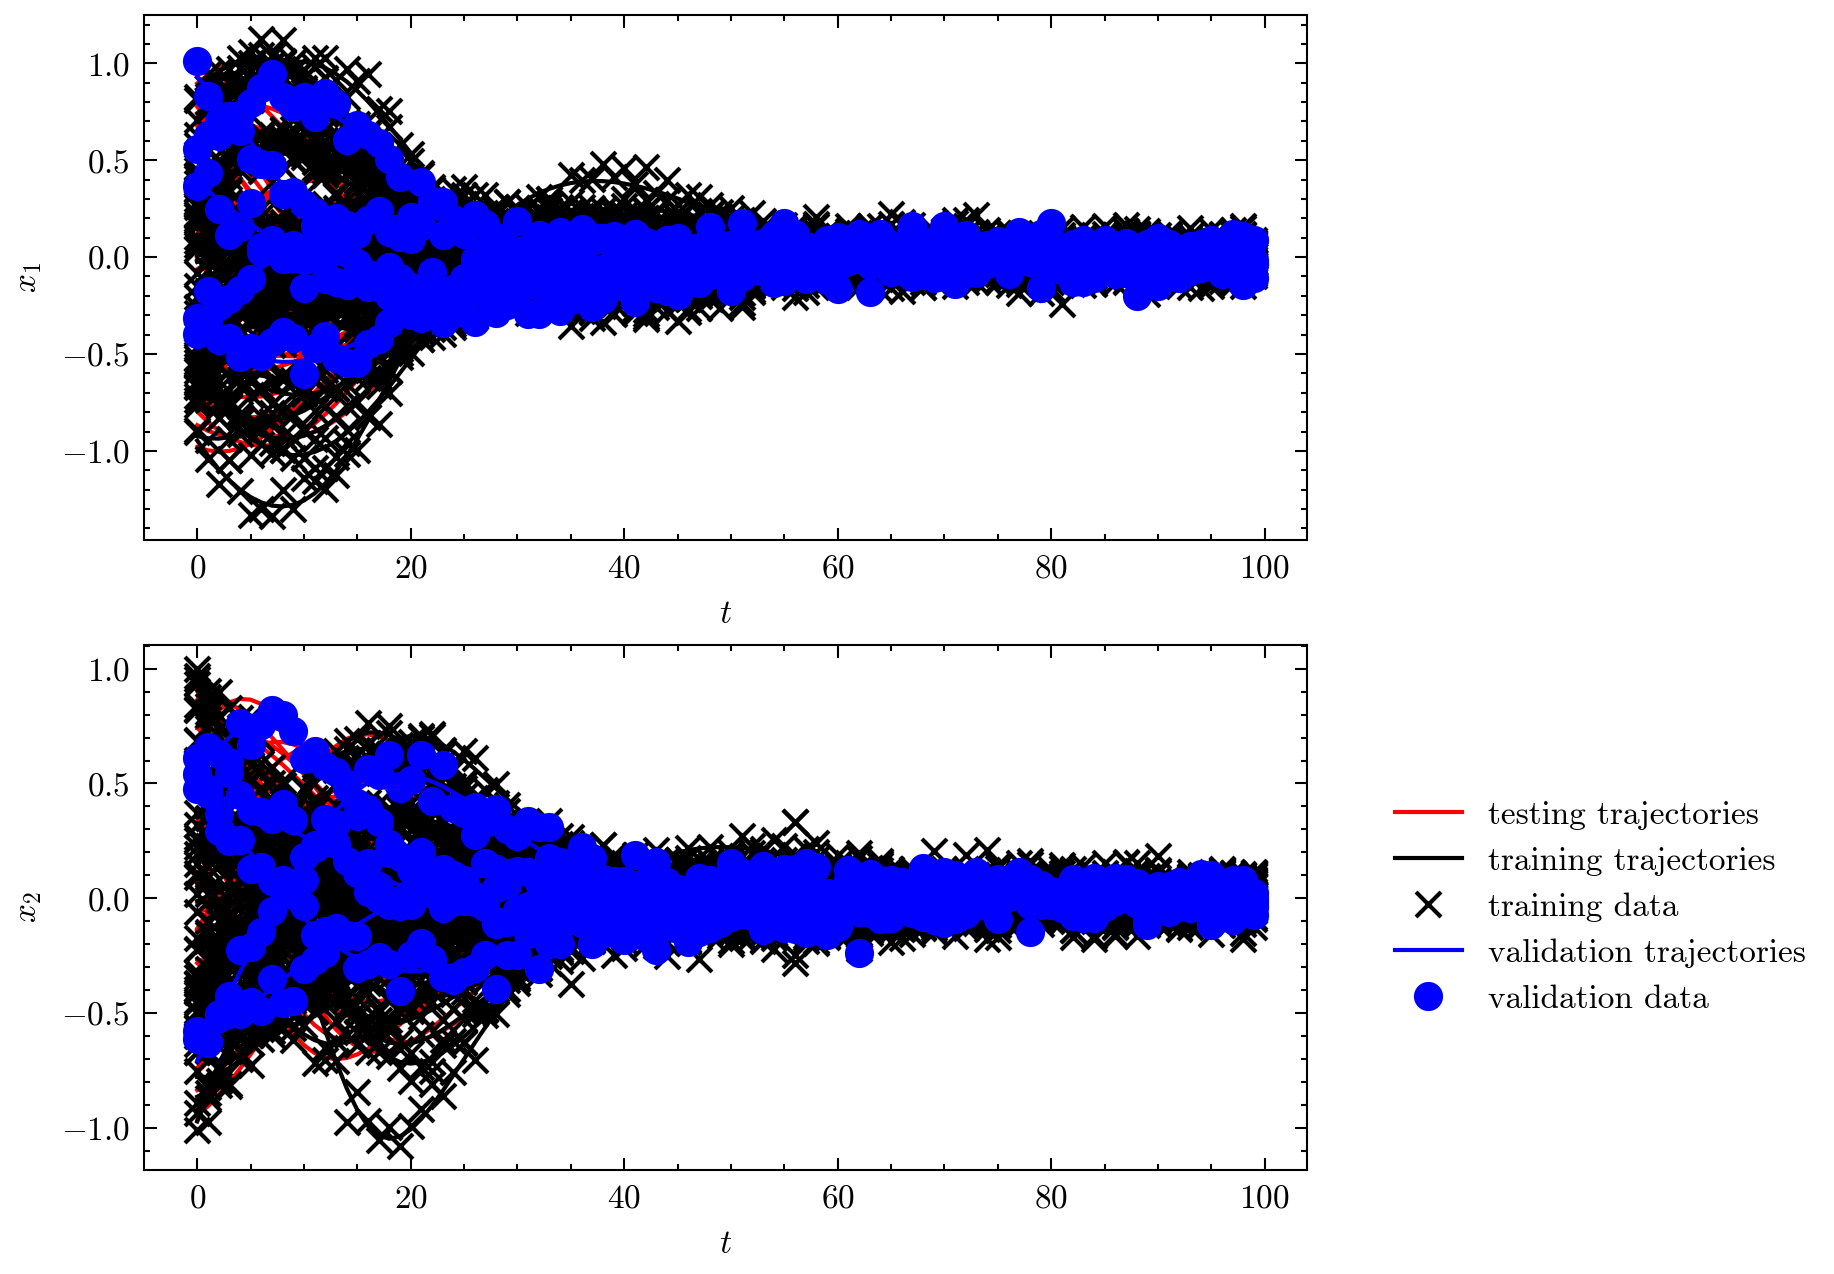 1.0
0.5
0.0
−0.5
−1.0
x₁
0 20 40 60 80 100
t
1.0
0.5
0.0
−0.5
−1.0
x₂
0 20 40 60 80 100
t
testing trajectories
training trajectories
training data
validation trajectories
validation data